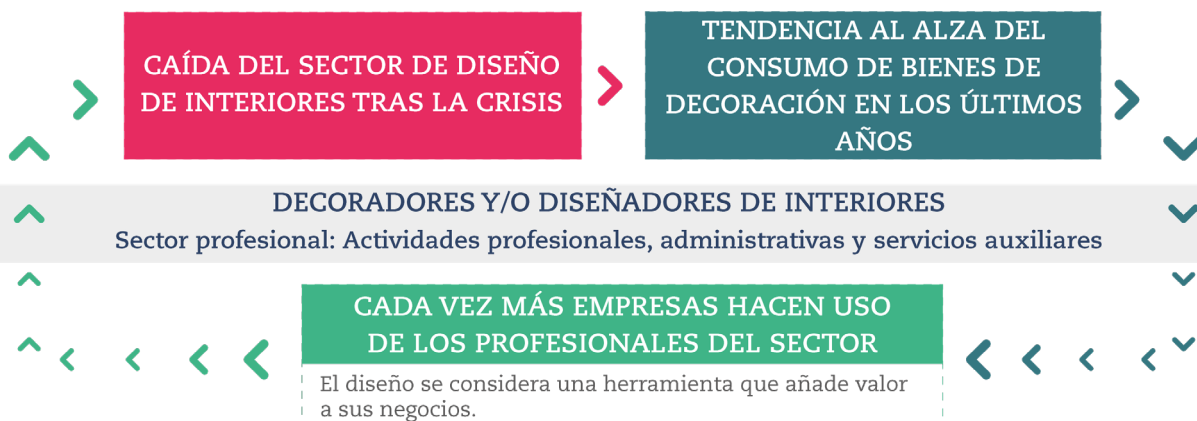 CAÍDA DEL SECTOR DE DISEÑO
DE INTERIORES TRAS LA CRISIS
TENDENCIA AL ALZA DEL
CONSUMO DE BIENES DE
DECORACIÓN EN LOS ÚLTIMOS
AÑOS
DECORADORES Y/O DISEÑADORES DE INTERIORES
Sector profesional: Actividades profesionales, administrativas y servicios auxiliares
CADA VEZ MÁS EMPRESAS HACEN USO
DE LOS PROFESIONALES DEL SECTOR
El diseño se considera una herramienta que añade valor
a sus negocios.